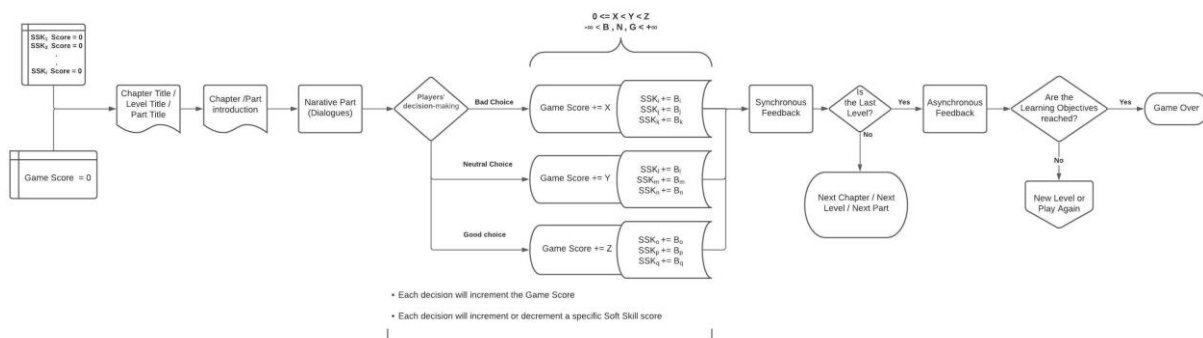 0 <= X < Y < Z
-∞ < B , N , G < +∞
SSK₁ Score = 0
SSK₂ Score = 0
.
.
SSKᵢ Score = 0
Game Score = 0
Chapter Title /
Level Title /
Part Title
Chapter /Part
introduction
Narative Part
(Dialogues)
Players'
decision-making
Bad Choice
Game Score += X
SSKᵢ += Bᵢ
SSKⱼ += Bⱼ
SSKₖ += Bₖ
Neutral Choice
Game Score += Y
SSKₗ += Bₗ
SSKₘ += Bₘ
SSKₙ += Bₙ
Good choice
Game Score += Z
SSKₒ += Bₒ
SSKₚ += Bₚ
SSK_q += B_q
Synchronous
Feedback
Is
the Last
Level?
Yes
No
Next Chapter / Next
Level / Next Part
Asynchronous
Feedback
Are the
Learning Objectives
reached?
Yes
Game Over
No
New Level or
Play Again
• Each decision will increment the Game Score
• Each decision will increment or decrement a specific Soft Skill score